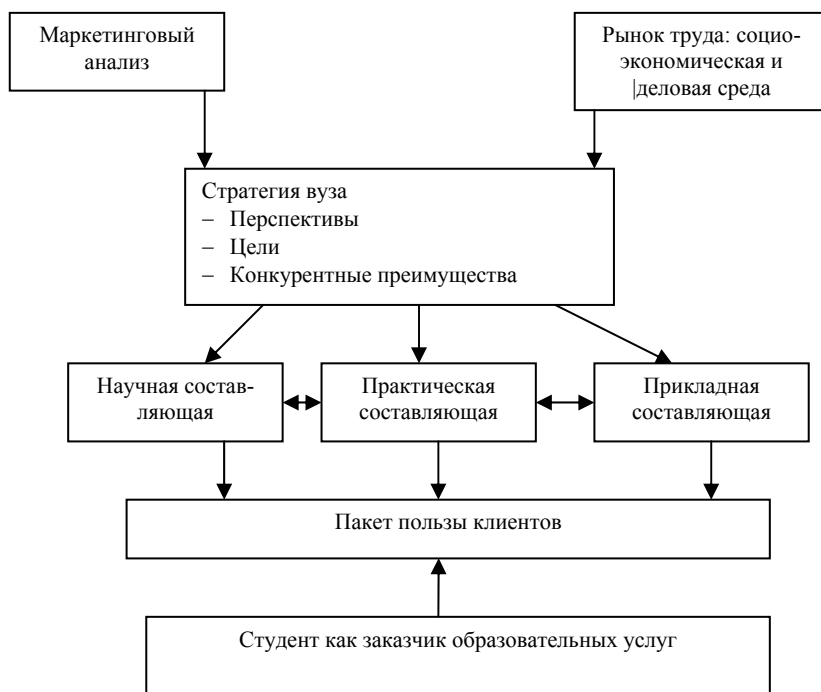 Маркетинговый
анализ
Рынок труда: социо-
экономическая и
|деловая среда
Стратегия вуза
– Перспективы
– Цели
– Конкурентные преимущества
Научная состав-
ляющая
Практическая
составляющая
Прикладная
составляющая
Пакет пользы клиентов
Студент как заказчик образовательных услуг